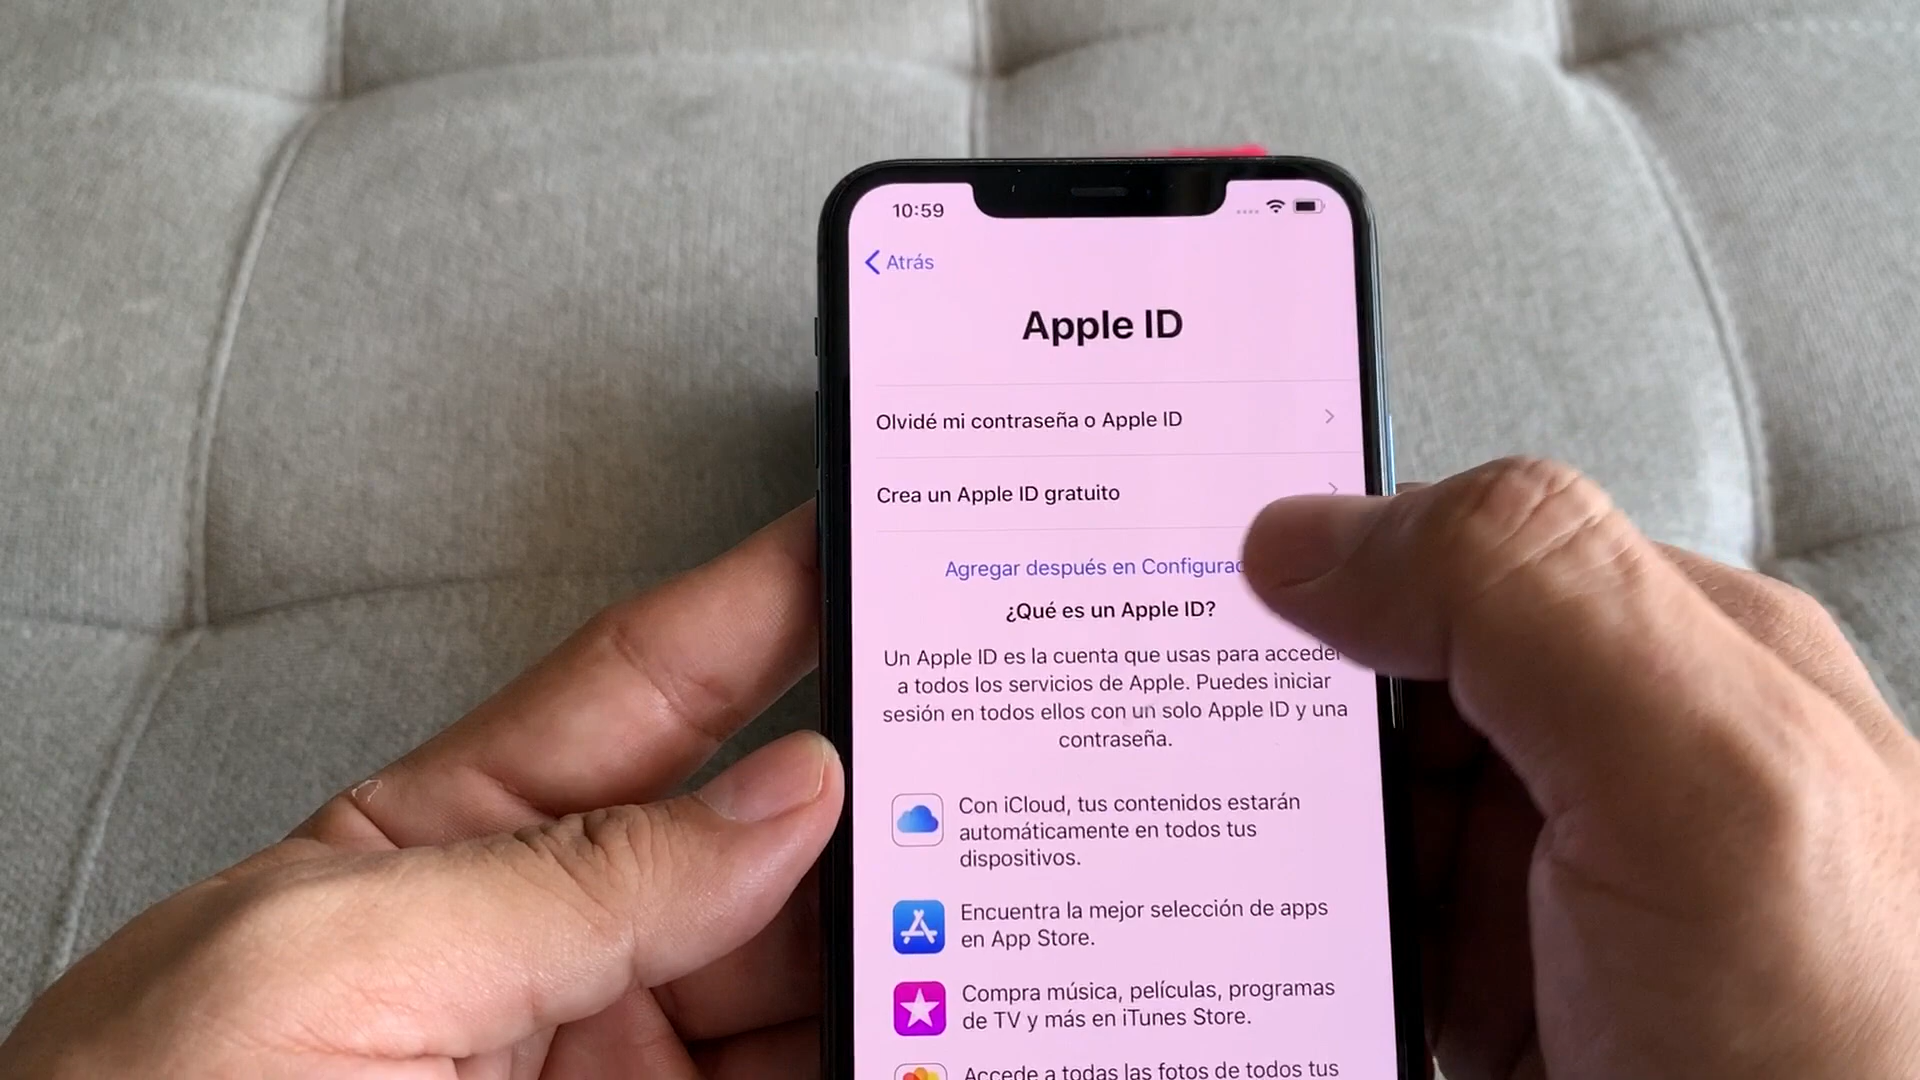 10:59
Atrás
Apple ID
Olvidé mi contraseña o Apple ID
Crea un Apple ID gratuito
Agregar después en
¿Qué es un Apple ID?
Un Apple ID es la cuenta que usas para acceder
a todos los servicios de Apple. Puedes iniciar
sesión en todos ellos con un solo Apple ID y una
contraseña.
Con iCloud, tus contenidos estarán
automáticamente en todos tus
dispositivos.
Encuentra la mejor selección de apps
en App Store.
Compra música, películas, programas
de TV y más en iTunes Store.
Accede a todas las fotos de todos tus